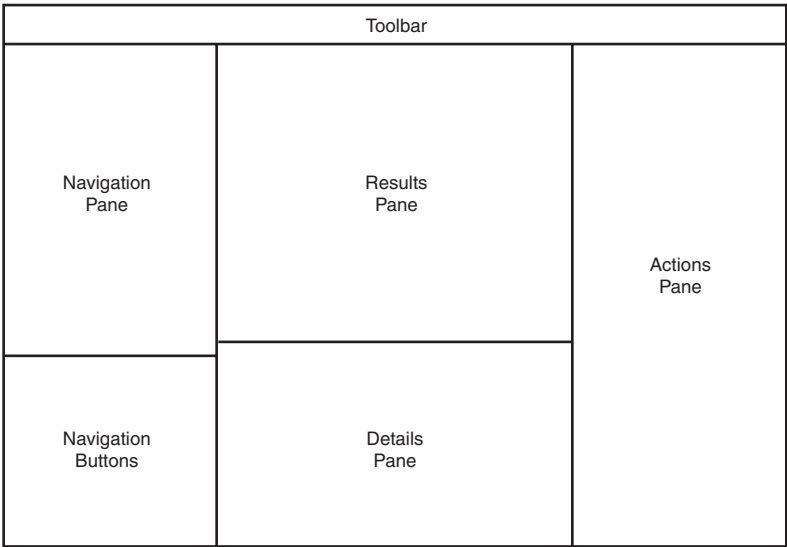 Toolbar
Navigation
Pane
Results
Pane
Actions
Pane
Navigation
Buttons
Details
Pane